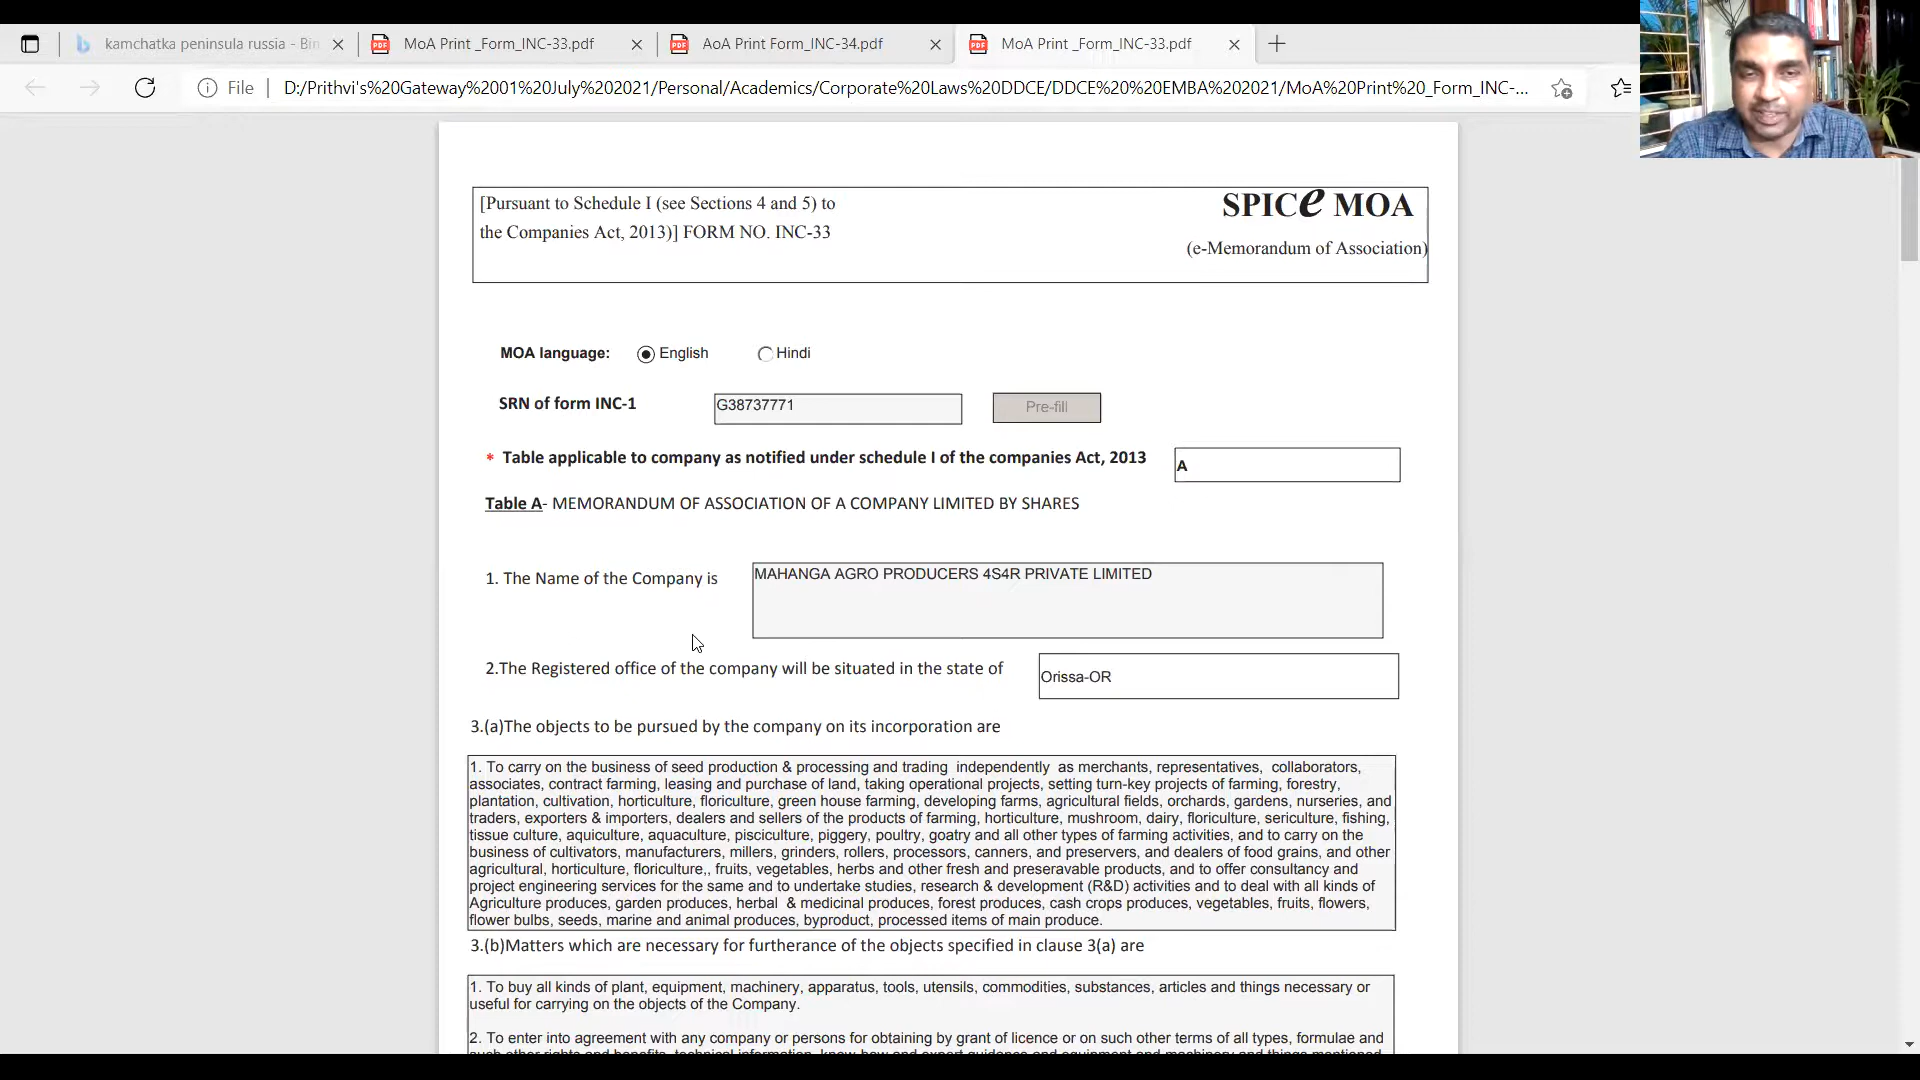 kamchatka peninsula russia - Bin
MoA Print _Form_INC-33.pdf
AoA Print Form_INC-34.pdf
MoA Print _Form_INC-33.pdf
File
D:/Prithvi's%20Gateway%2001%20July%202021/Personal/Academics/Corporate%20Laws%20DDCE/DDCE%20%20EMBA%202021/MoA%20Print%20_Form_INC-...
[Pursuant to Schedule I (see Sections 4 and 5) to
the Companies Act, 2013)] FORM NO. INC-33
SPICe MOA
(e-Memorandum of Association)
MOA language: English Hindi
SRN of form INC-1 G38737771 Pre-fill
* Table applicable to company as notified under schedule I of the companies Act, 2013 A
Table A- MEMORANDUM OF ASSOCIATION OF A COMPANY LIMITED BY SHARES
1. The Name of the Company is MAHANGA AGRO PRODUCERS 4S4R PRIVATE LIMITED
2.The Registered office of the company will be situated in the state of Orissa-OR
3.(a)The objects to be pursued by the company on its incorporation are
1. To carry on the business of seed production & processing and trading independently as merchants, representatives, collaborators,
associates, contract farming, leasing and purchase of land, taking operational projects, setting turn-key projects of farming, forestry,
plantation, cultivation, horticulture, floriculture, green house farming, developing farms, agricultural fields, orchards, gardens, nurseries, and
traders, exporters & importers, dealers and sellers of the products of farming, horticulture, mushroom, dairy, floriculture, sericulture, fishing,
tissue culture, aquiculture, aquaculture, pisciculture, piggery, poultry, goatry and all other types of farming activities, and to carry on the
business of cultivators, manufacturers, millers, grinders, rollers, processors, canners, and preservers, and dealers of food grains, and other
agricultural, horticulture, floriculture,, fruits, vegetables, herbs and other fresh and preseravable products, and to offer consultancy and
project engineering services for the same and to undertake studies, research & development (R&D) activities and to deal with all kinds of
Agriculture produces, garden produces, herbal & medicinal produces, forest produces, cash crops produces, vegetables, fruits, flowers,
flower bulbs, seeds, marine and animal produces, byproduct, processed items of main produce.
3.(b)Matters which are necessary for furtherance of the objects specified in clause 3(a) are
1. To buy all kinds of plant, equipment, machinery, apparatus, tools, utensils, commodities, substances, articles and things necessary or
useful for carrying on the objects of the Company.
2. To enter into agreement with any company or persons for obtaining by grant of licence or on such other terms of all types, formulae and